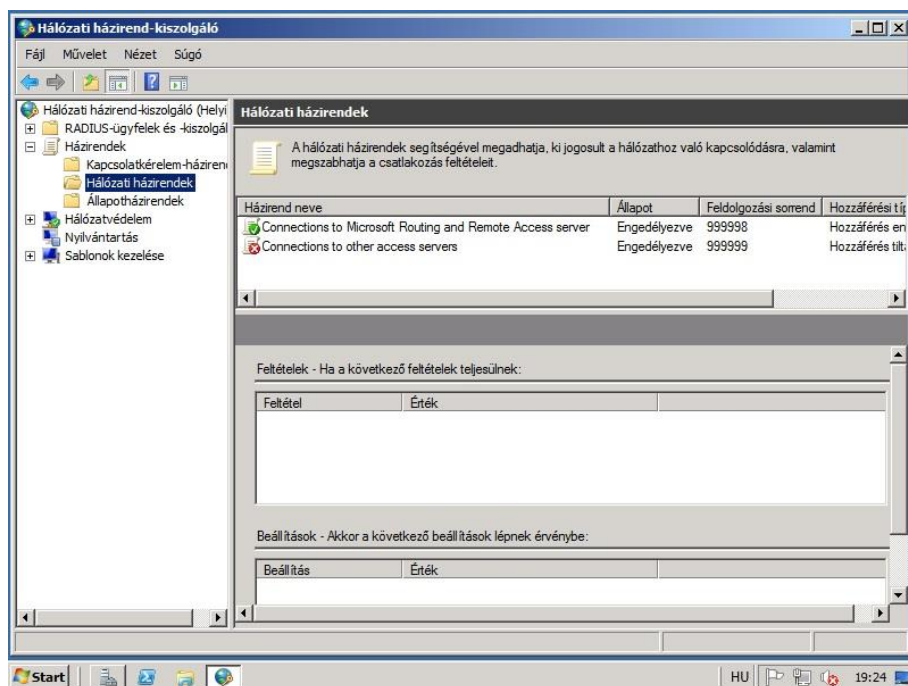 Hálózati házirend-kiszolgáló
Fájl Művelet Nézet Súgó
Hálózati házirend-kiszolgáló (Helyi
RADIUS-ügyfelek és -kiszolgál
Házirendek
Kapcsolatkérelem-háziren
Hálózati házirendek
Állapotházirendek
Hálózatvédelem
Nyilvántartás
Sablonok kezelése
Hálózati házirendek
A hálózati házirendek segítségével megadhatja, ki jogosult a hálózathoz való kapcsolódásra, valamint
megszabhatja a csatlakozás feltételeit.
Házirend neve Állapot Feldolgozási sorrend Hozzáférési típ
Connections to Microsoft Routing and Remote Access server Engedélyezve 999998 Hozzáférés en
Connections to other access servers Engedélyezve 999999 Hozzáférés tilt
Feltételek - Ha a következő feltételek teljesülnek:
Feltétel Érték
Beállítások - Akkor a következő beállítások lépnek érvénybe:
Beállítás Érték
Start HU 19:24